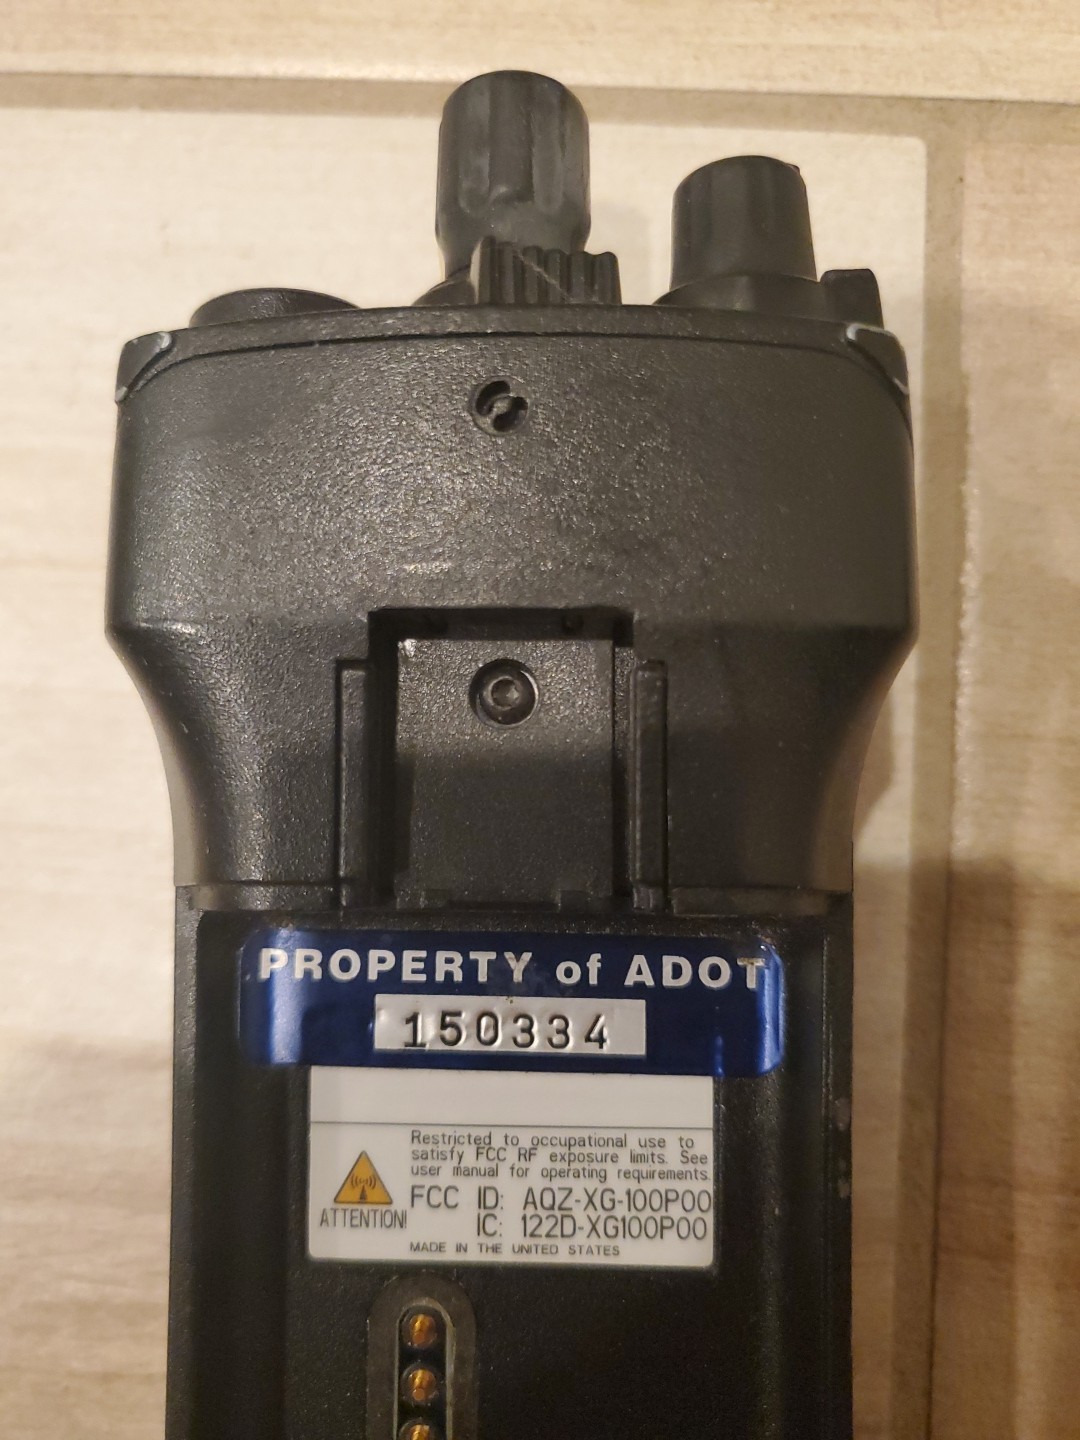 PROPERTY of ADOT
150334
Restricted to occupational use to
satisfy FCC RF exposure limits. See
user manual for operating requirements.
ATTENTION!
FCC ID: AQZ-XG-100P00
IC: 122D-XG100P00
MADE IN THE UNITED STATES